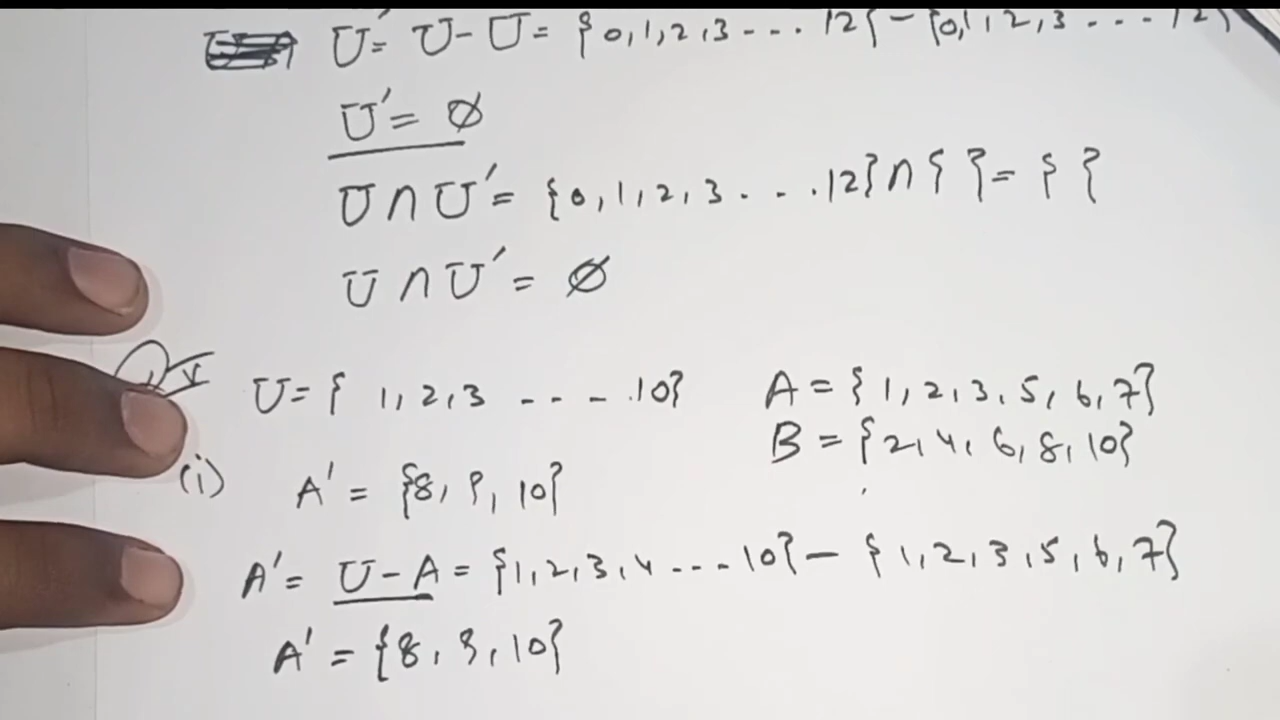 U′= U-U= {0,1,2,3---.12} - {0,1,2,3---.12}
U′= ∅
U∩U′= {0,1,2,3. - - .12}∩{ }= { }
U∩U′= ∅
U={ 1,2,3 - - - .10} A={1,2,3,5,6,7}
B={2,4,6,8,10}
(i) A′= {8,9,10}
A′= U-A= {1,2,3,4---.10}- {1,2,3,5,6,7}
A′= {8,9,10}